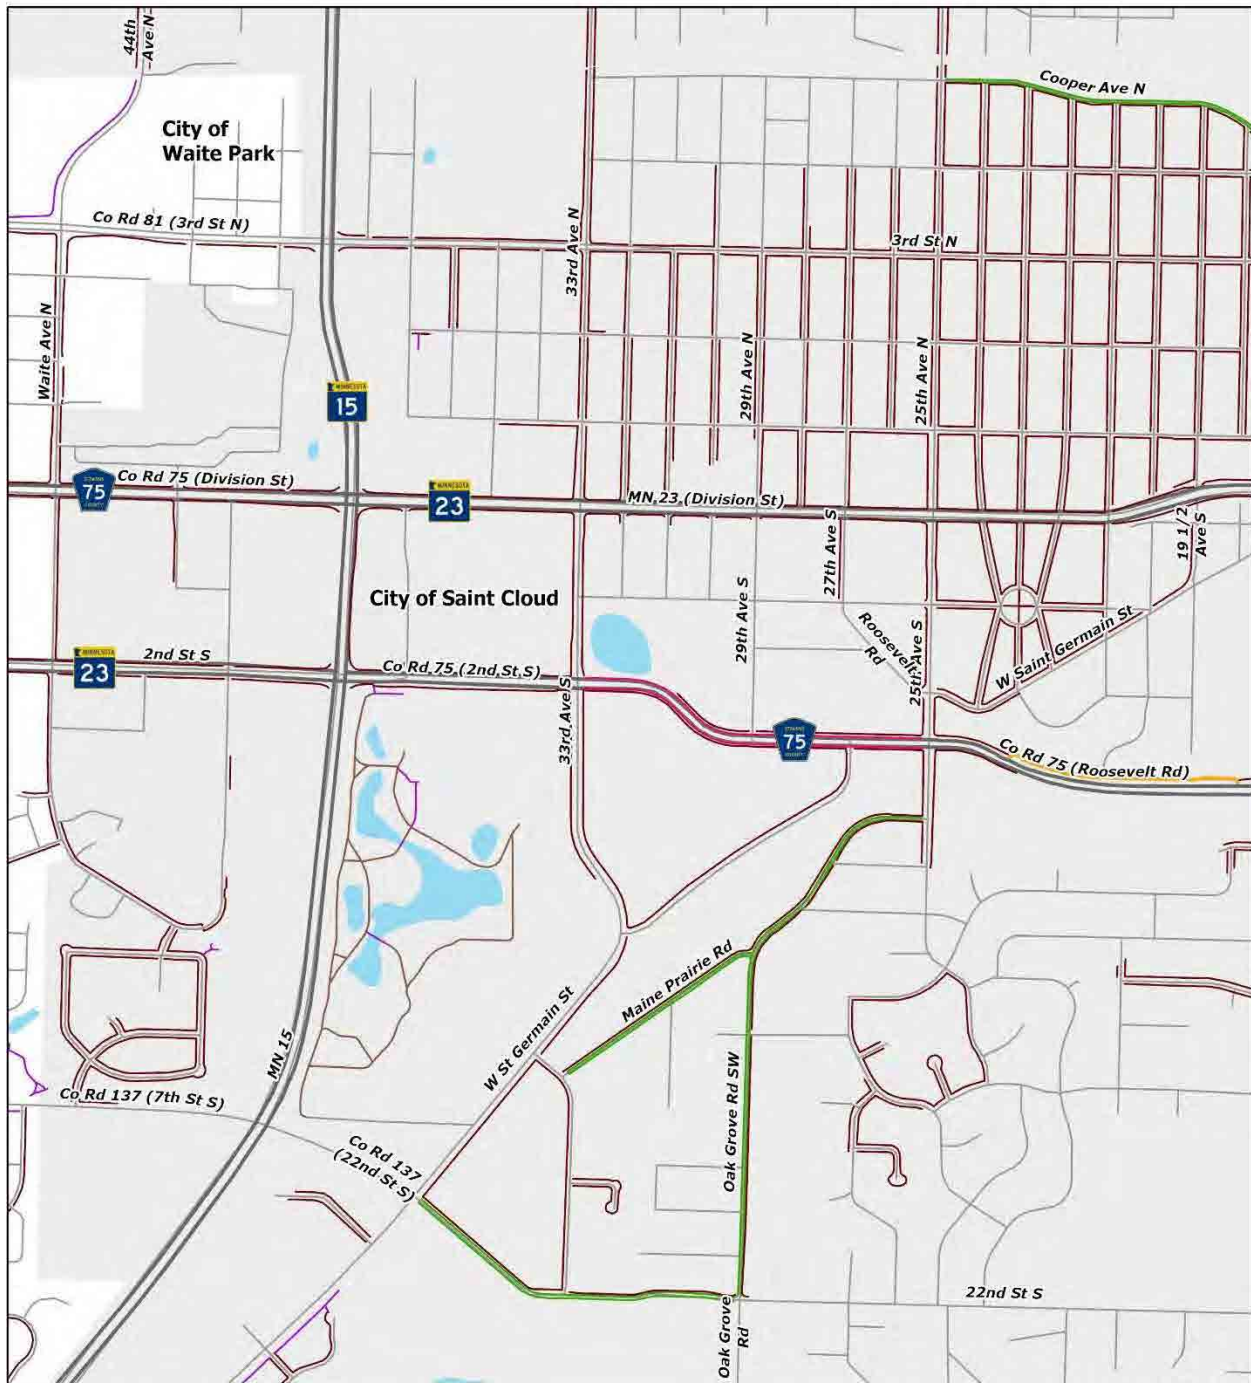 44th
Ave N
Cooper Ave N
City of
Waite Park
Co Rd 81 (3rd St N)
33rd Ave N
3rd St N
Waite Ave N
29th Ave N
25th Ave N
MINNESOTA
15
Co Rd 75 (Division St)
75
COUNTY
MINNESOTA
23
MN 23 (Division St)
27th Ave S
19 1/2
Ave S
City of Saint Cloud
29th Ave S
Roosevelt
Rd
25th Ave S
W Saint Germain St
MINNESOTA
23
2nd St S
Co Rd 75 (2nd St S)
33rd Ave S
75
COUNTY
Co Rd 75 (Roosevelt Rd)
Maine Prairie Rd
W St Germain St
MN 15
Oak Grove Rd SW
Co Rd 137 (7th St S)
Co Rd 137
(22nd St S)
22nd St S
Oak Grove
Rd